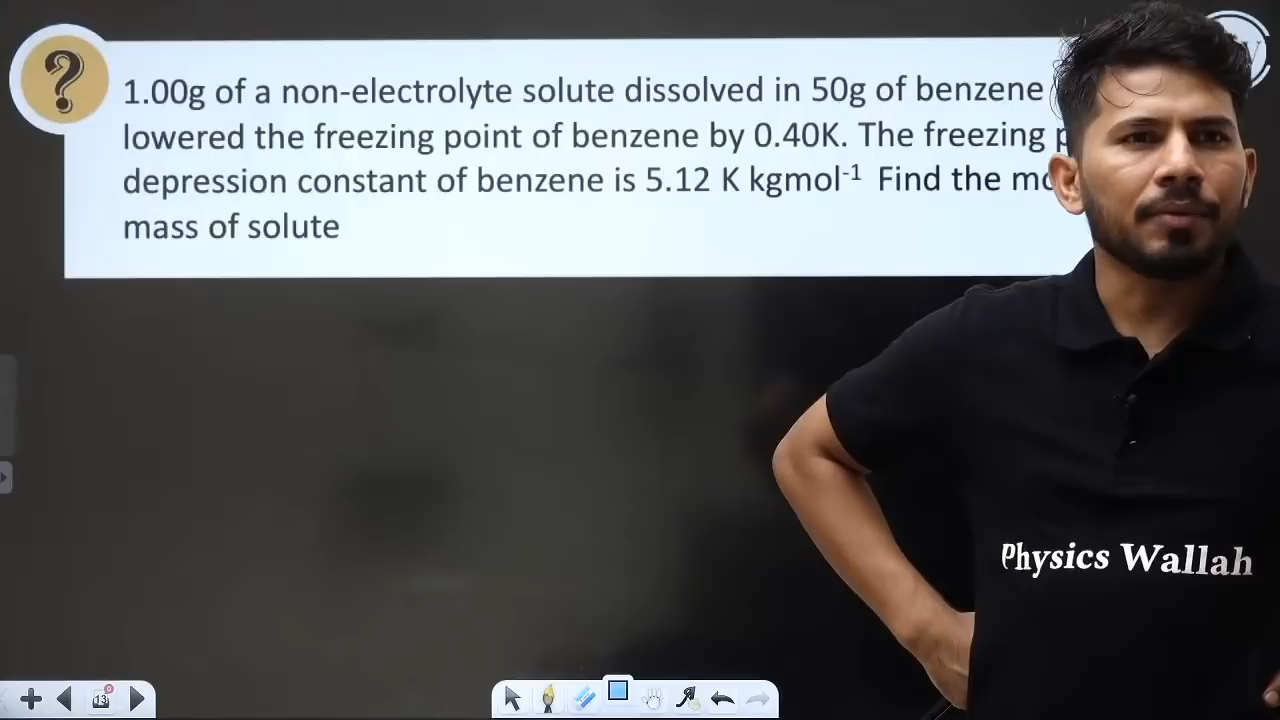 ?
1.00g of a non-electrolyte solute dissolved in 50g of benzene
lowered the freezing point of benzene by 0.40K. The freezing
depression constant of benzene is 5.12 K kgmol⁻¹ Find the
mass of solute
Physics Wallah
13